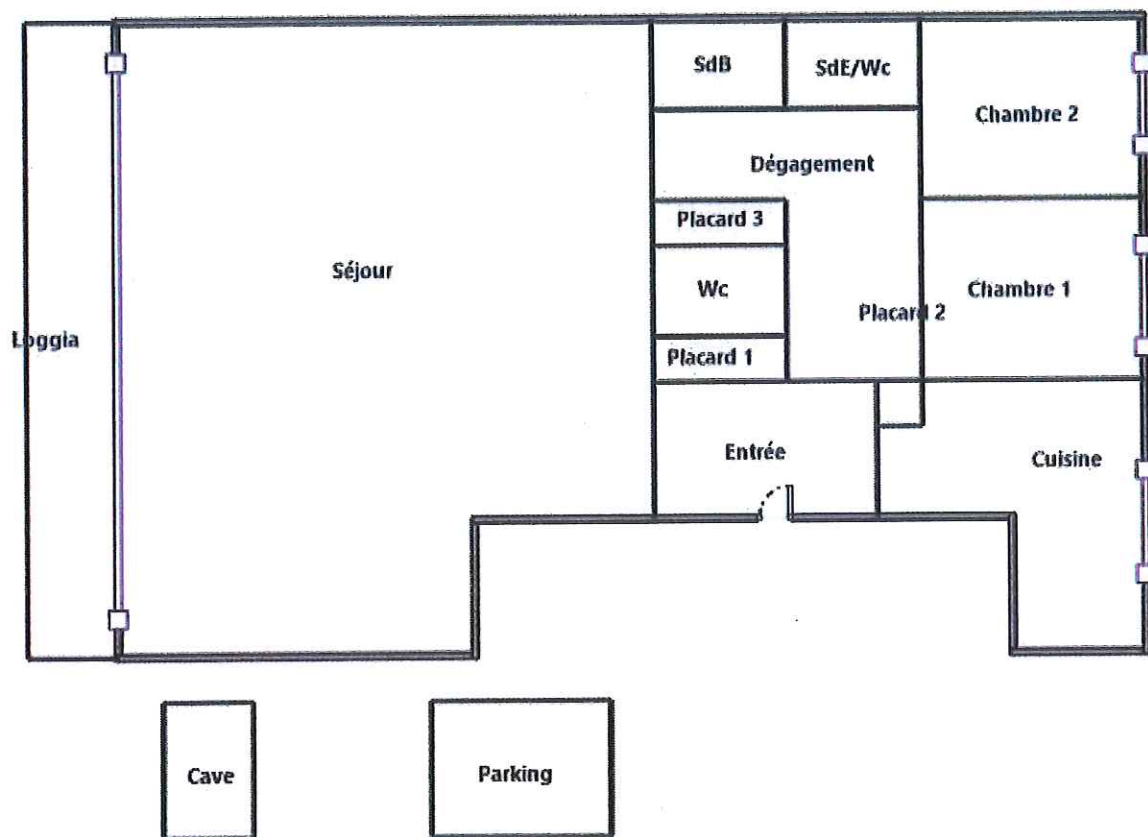 SdB
SdE/Wc
Chambre 2
Dégagement
Placard 3
Séjour
Wc
Chambre 1
Placard 2
Loggia
Placard 1
Entrée
Cuisine
Cave
Parking